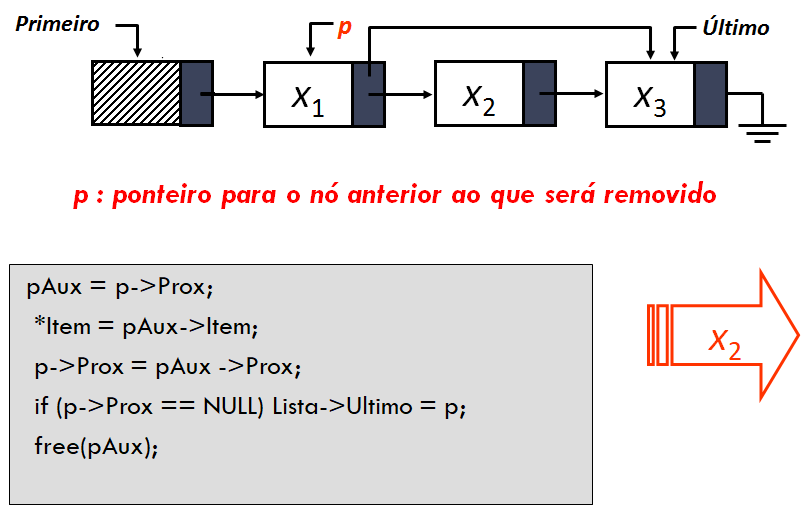 Primeiro
p
Último
x1
x2
x3
p : ponteiro para o nó anterior ao que será removido
pAux = p->Prox;
*Item = pAux->Item;
p->Prox = pAux ->Prox;
if (p->Prox == NULL) Lista->Ultimo = p;
free(pAux);
x2